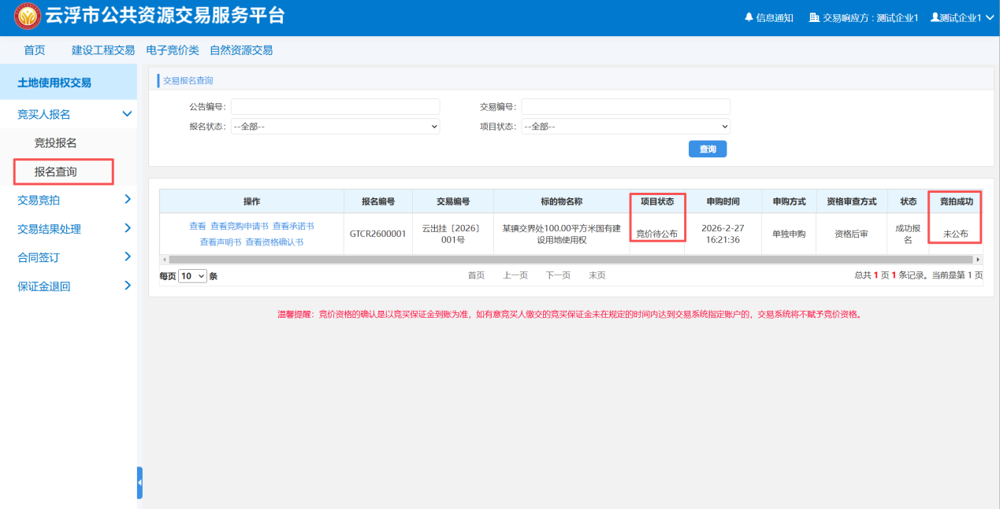 云浮市公共资源交易服务平台
信息通知 交易响应方：测试企业1 测试企业1
首页 建设工程交易 电子竞价类 自然资源交易
土地使用权交易
竞买人报名
竞投报名
报名查询
交易竞拍
交易结果处理
合同签订
保证金退回
交易报名查询
公告编号： 交易编号：
报名状态： --全部-- 项目状态： --全部--
查询
操作 报名编号 交易编号 标的物名称 项目状态 申购时间 申购方式 资格审查方式 状态 竞拍成功
查看 查看竞购申请书 查看承诺书
查看声明书 查看资格确认书
GTCR2600001
云出挂〔2026〕
001号
某镇交界处100.00平方米国有建
设用地使用权
竞价待公布
2026-2-27
16:21:36
单独申购
资格后审
成功报
名
未公布
每页 10 条 首页 上一页 下一页 末页 总共 1 页 1 条记录。当前是第 1 页
温馨提醒：竞价资格的确认是以竞买保证金到账为准，如有意竞买人缴交的竞买保证金未在规定的时间内达到交易系统指定账户的，交易系统将不赋予竞价资格。